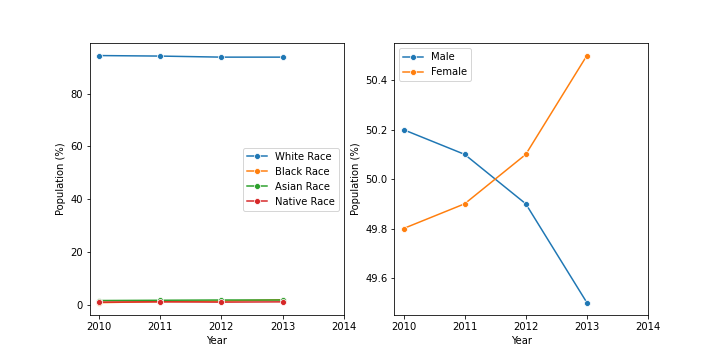 Population (%)
80
60
40
20
0
White Race
Black Race
Asian Race
Native Race
2010 2011 2012 2013 2014
Year
Population (%)
50.4
50.2
50.0
49.8
49.6
Male
Female
2010 2011 2012 2013 2014
Year